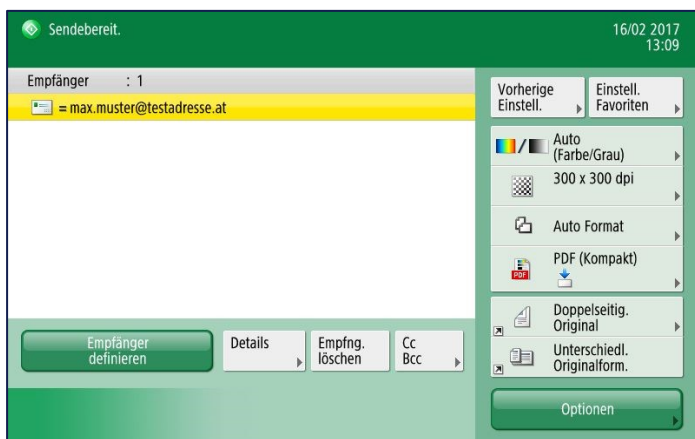 Sendebereit.
16/02 2017
13:09
Empfänger : 1
= max.muster@testadresse.at
Vorherige
Einstell.
Einstell.
Favoriten
Auto
(Farbe/Grau)
300 x 300 dpi
Auto Format
PDF (Kompakt)
PDF
Doppelseitig.
Original
Unterschiedl.
Originalform.
Empfänger
definieren
Details
Empfng.
löschen
Cc
Bcc
Optionen